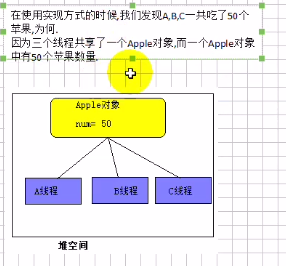 在使用实现方式的时候,我们发现A,B,C一共吃了50个
苹果,为何.
因为三个线程共享了一个Apple对象,而一个Apple对象
中有50个苹果数量.
Apple对象
num= 50
A线程
B线程
C线程
堆空间